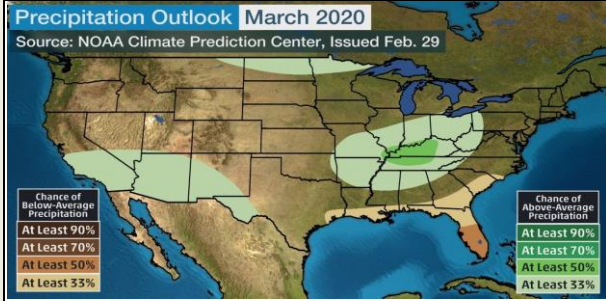 Precipitation Outlook March 2020
Source: NOAA Climate Prediction Center, Issued Feb. 29
Chance of
Below-Average
Precipitation
At Least 90%
At Least 70%
At Least 50%
At Least 33%
Chance of
Above-Average
Precipitation
At Least 90%
At Least 70%
At Least 50%
At Least 33%